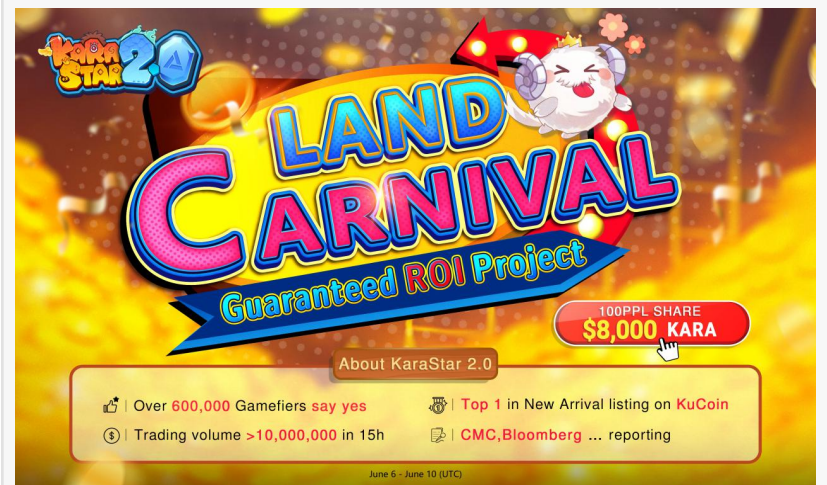 KARA
STAR 2.0
LAND
CARNIVAL
Guaranteed ROI Project
100PPL SHARE
$8,000 KARA
About KaraStar 2.0
Over 600,000 Gamefiers say yes
Top 1 in New Arrival listing on KuCoin
Trading volume >10,000,000 in 15h
CMC,Bloomberg ... reporting
June 6 - June 10 (UTC)